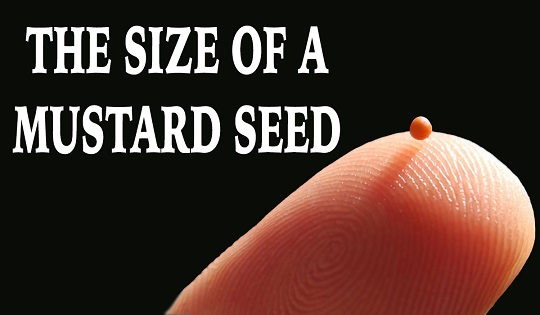 THE SIZE OF A
MUSTARD SEED